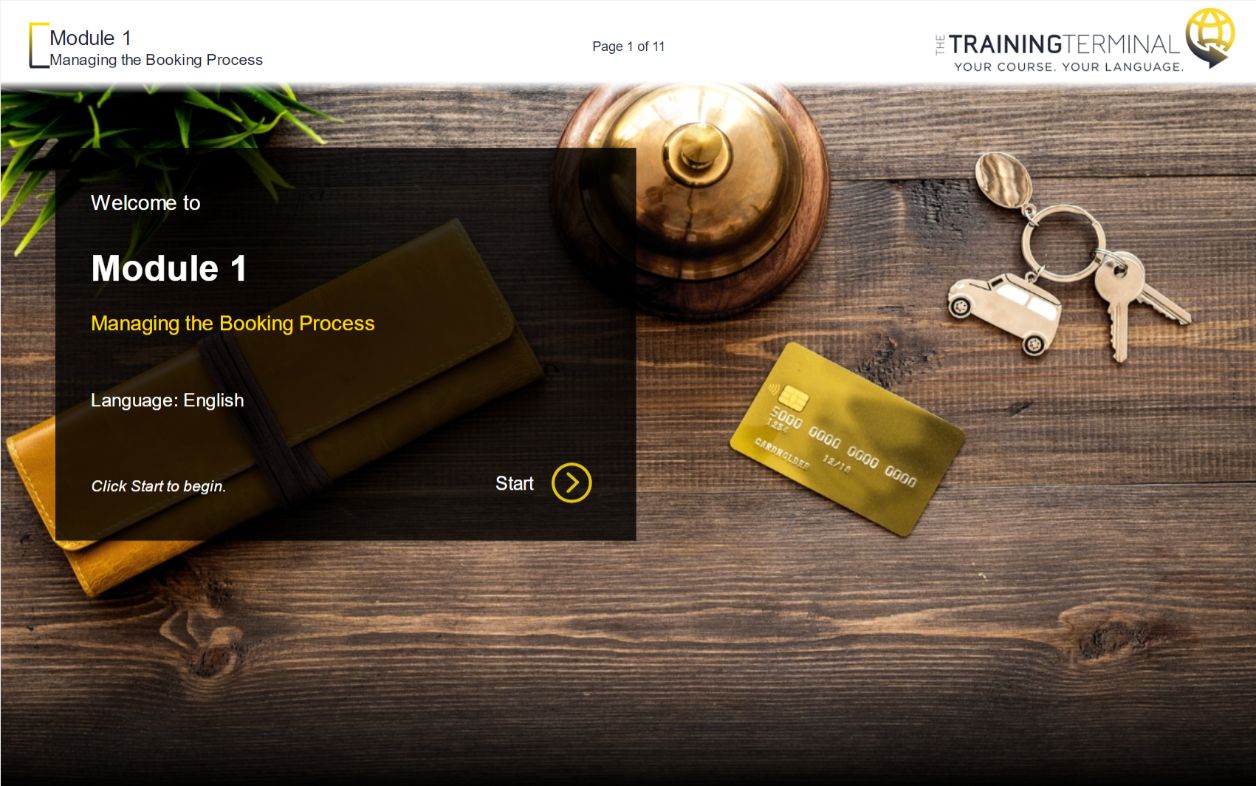 Module 1
Managing the Booking Process
Page 1 of 11
THE TRAININGTERMINAL
YOUR COURSE. YOUR LANGUAGE.
Welcome to
Module 1
Managing the Booking Process
Language: English
Click Start to begin.
Start
5000 0000 0000 0000
1234
12/18
CARDHOLDER